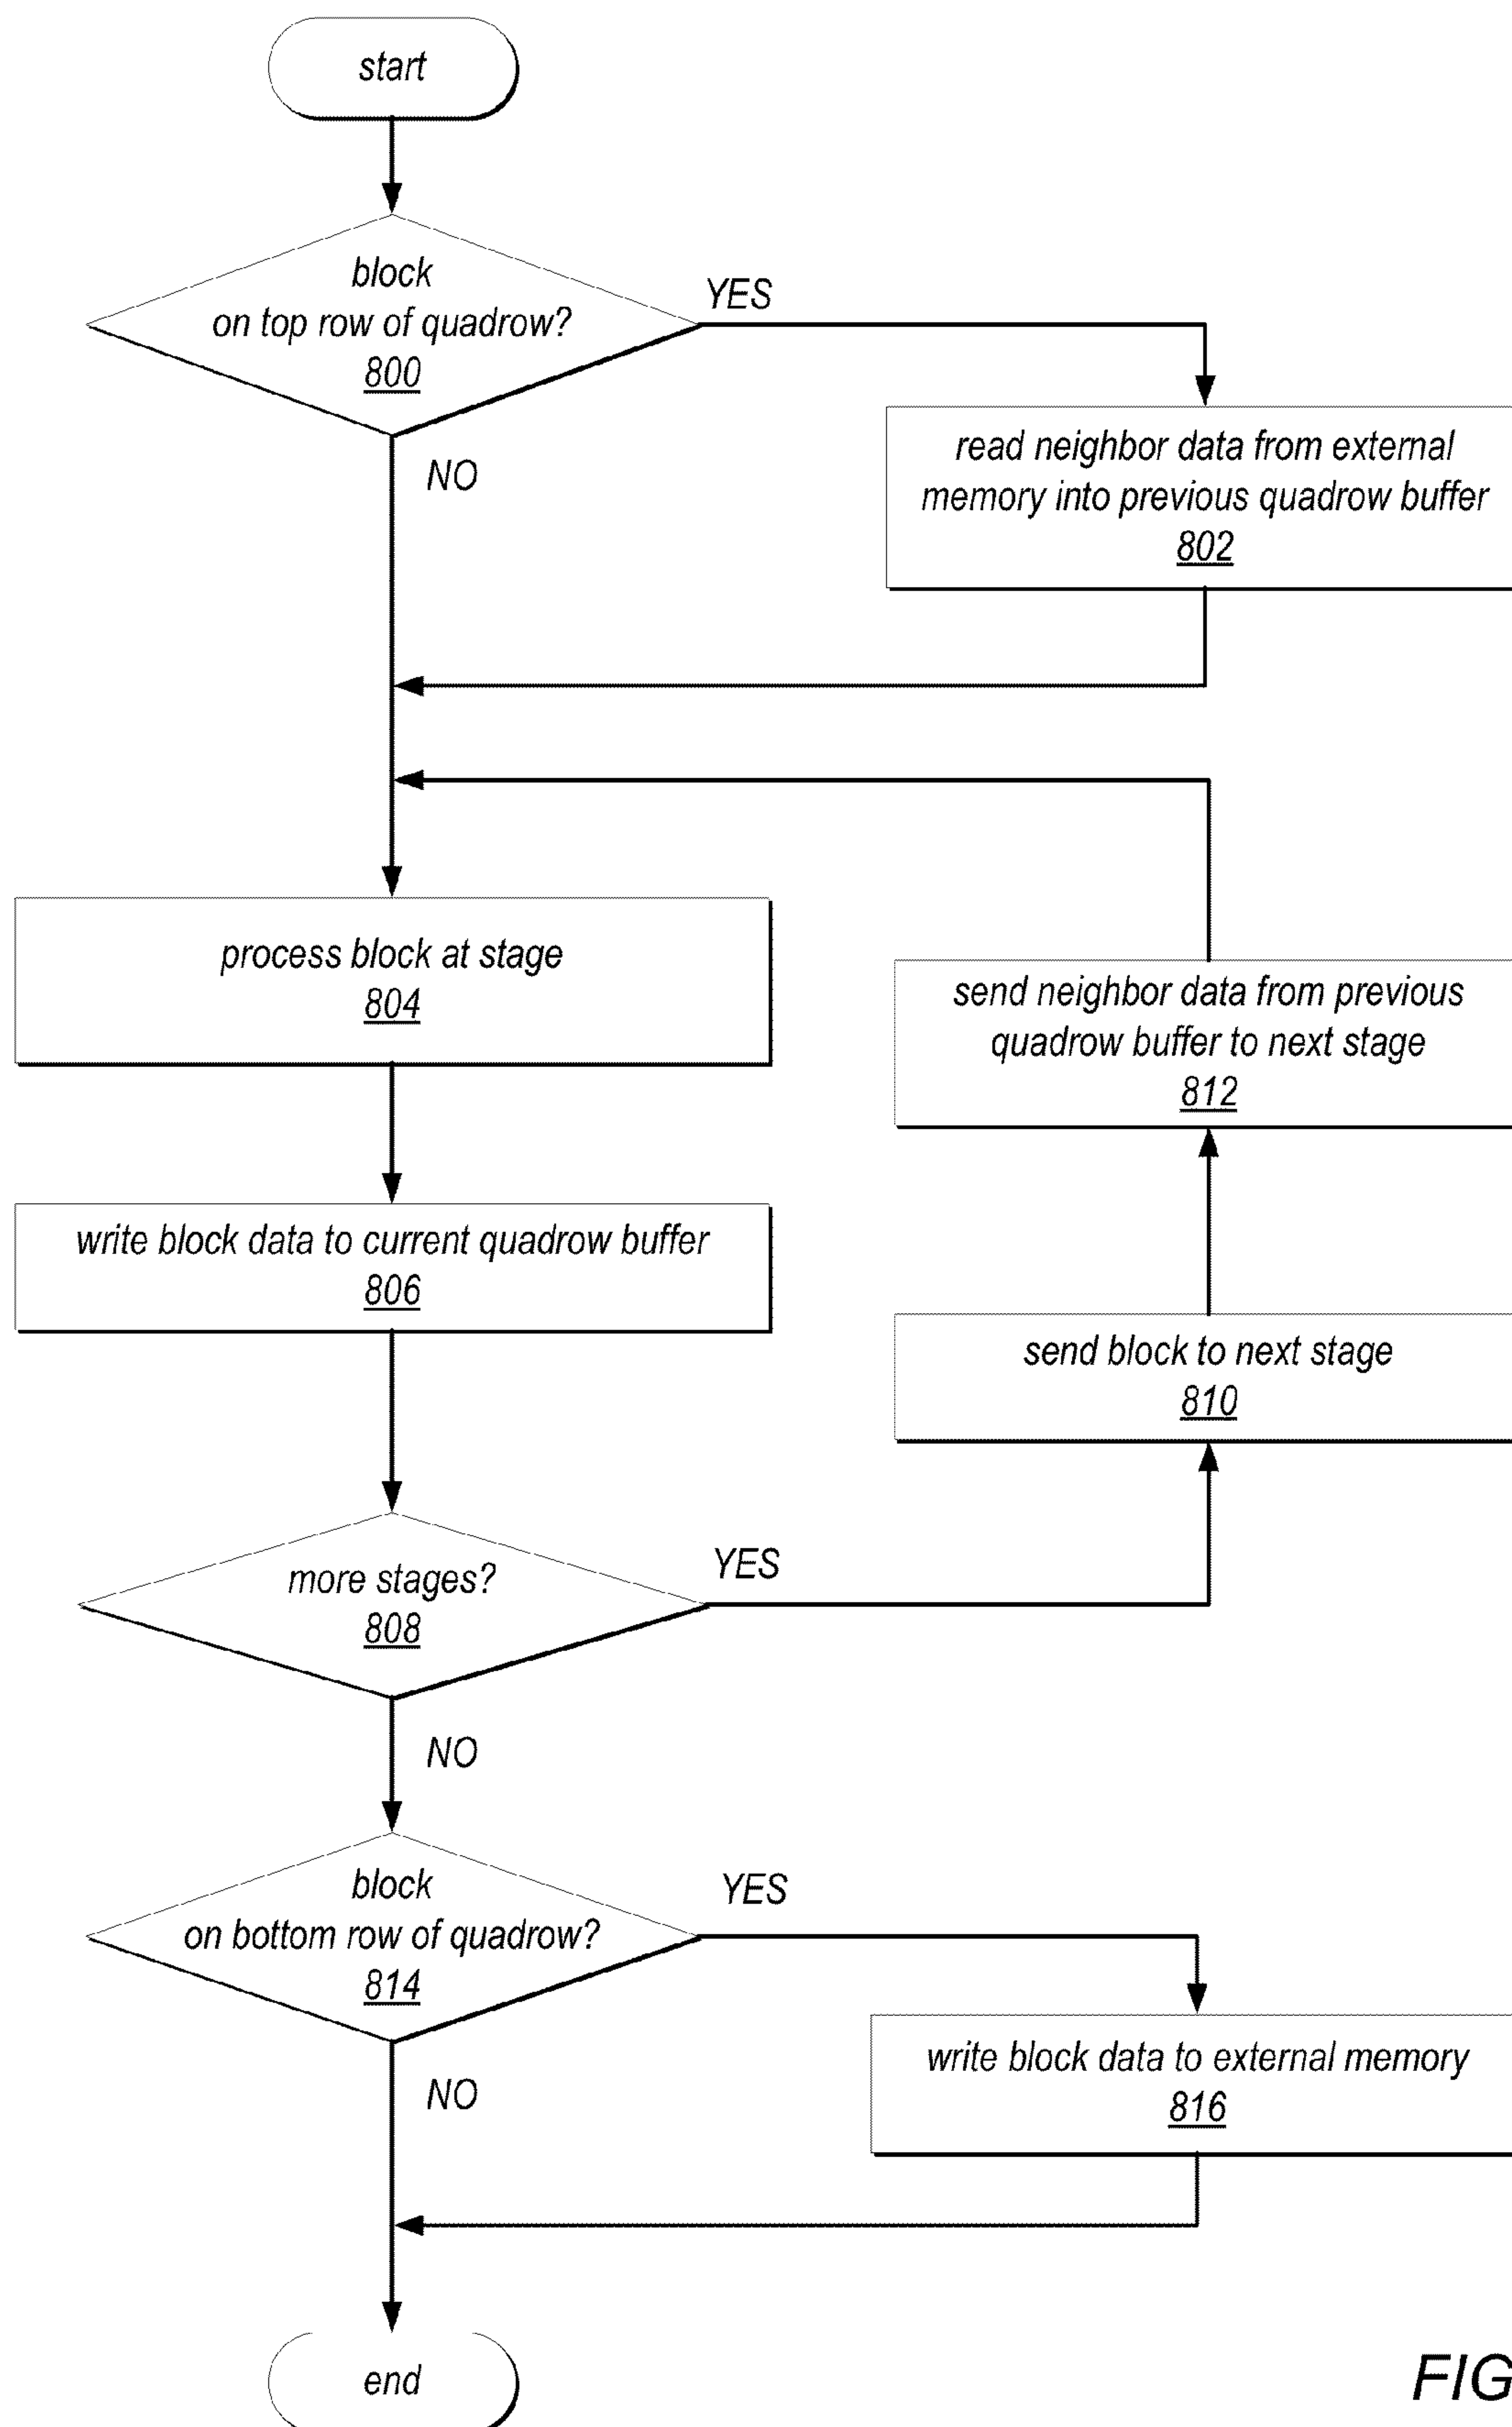 start
block
on top row of quadrow?
800
YES
NO
read neighbor data from external
memory into previous quadrow buffer
802
process block at stage
804
send neighbor data from previous
quadrow buffer to next stage
812
write block data to current quadrow buffer
806
send block to next stage
810
more stages?
808
YES
NO
block
on bottom row of quadrow?
814
YES
NO
write block data to external memory
816
end
FIG